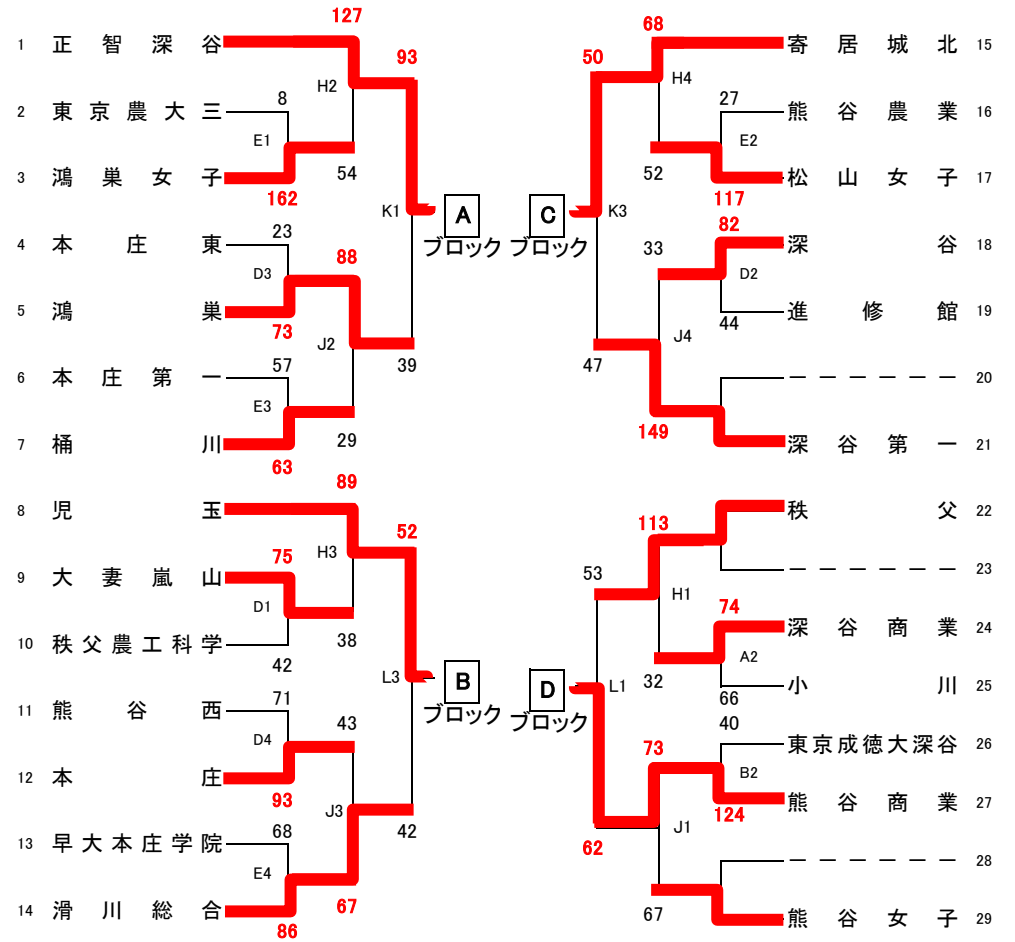 127
68
1 正智深谷
寄居城北 15
93
50
H2
H4
2 東京農大三
8
27
熊谷農業 16
E1
E2
3 鴻巣女子
162
54
52
117
松山女子 17
K1
A
ブロック
C
ブロック
K3
4 本庄東
23
88
33
82
深谷 18
D3
D2
5 鴻巣
73
44
進修館 19
J2
J4
39
47
6 本庄第一
57
ーーーーーー 20
E3
7 桶川
63
29
149
深谷第一 21
89
8 児玉
秩父 22
52
113
H3
9 大妻嵐山
75
53
ーーーーーー 23
D1
H1
74
深谷商業 24
10 秩父農工科学
42
38
32
A2
66
小川 25
L3
B
ブロック
D
ブロック
L1
11 熊谷西
71
43
73
40
東京成徳大深谷 26
D4
B2
12 本庄
93
124
熊谷商業 27
J3
J1
42
62
13 早大本庄学院
68
ーーーーーー 28
E4
14 滑川総合
86
67
67
熊谷女子 29